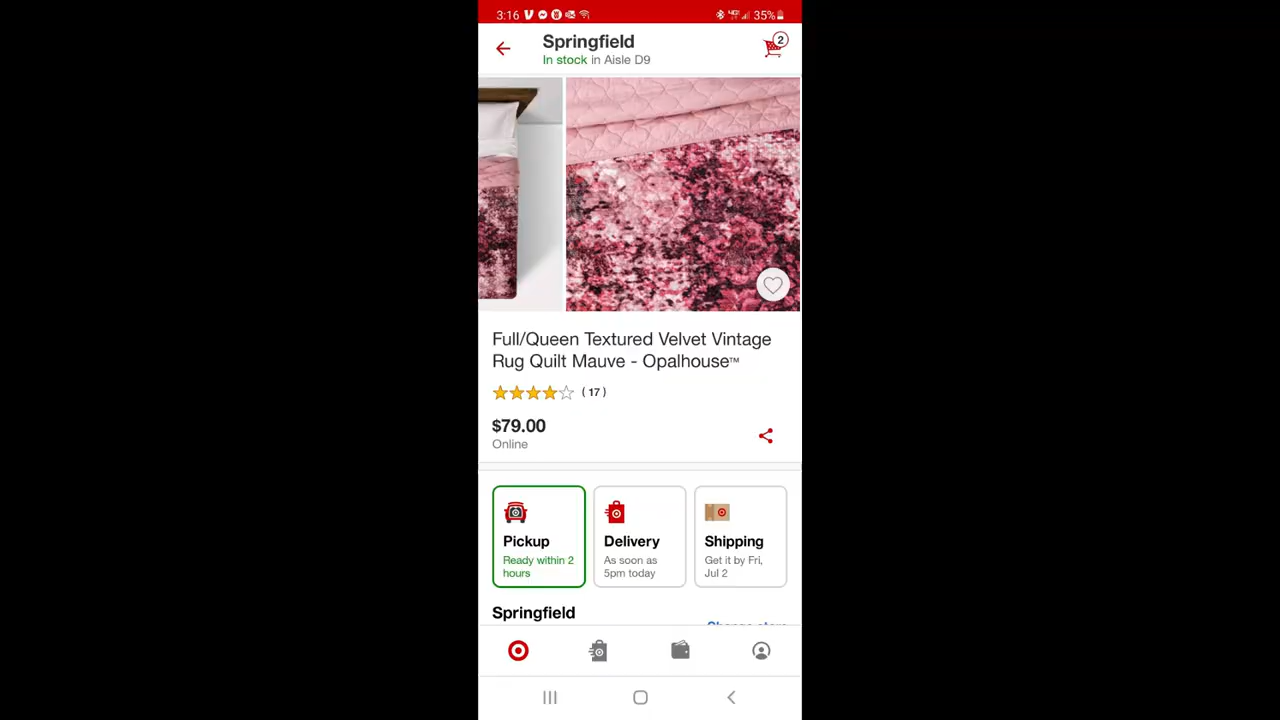 3:16
35%
Springfield
2
In stock in Aisle D9
Full/Queen Textured Velvet Vintage
Rug Quilt Mauve - Opalhouse™
( 17 )
$79.00
Online
Pickup
Ready within 2
hours
Delivery
As soon as
5pm today
Shipping
Get it by Fri,
Jul 2
Springfield